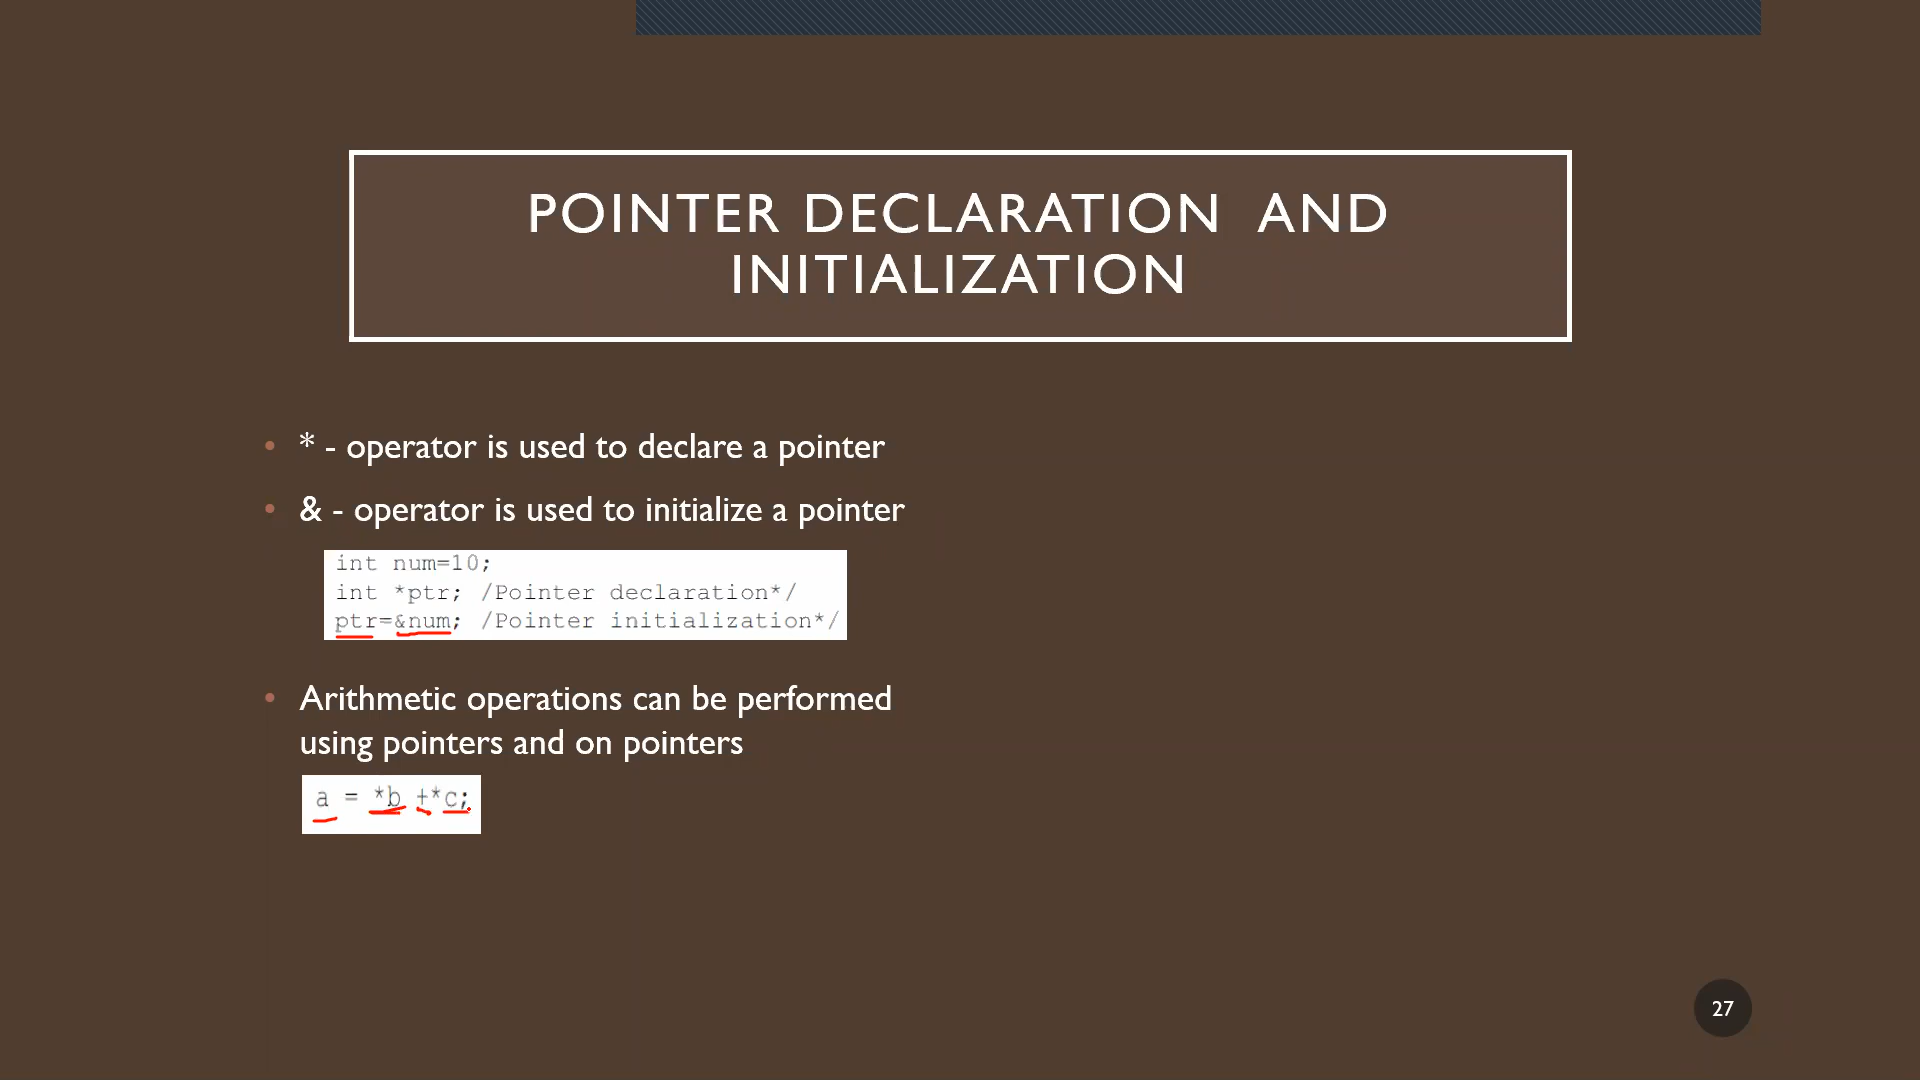 POINTER DECLARATION AND
INITIALIZATION
• * - operator is used to declare a pointer
• & - operator is used to initialize a pointer
int num=10;
int *ptr; /Pointer declaration*/
ptr=&num; /Pointer initialization*/
• Arithmetic operations can be performed
using pointers and on pointers
a = *b +*c;
27